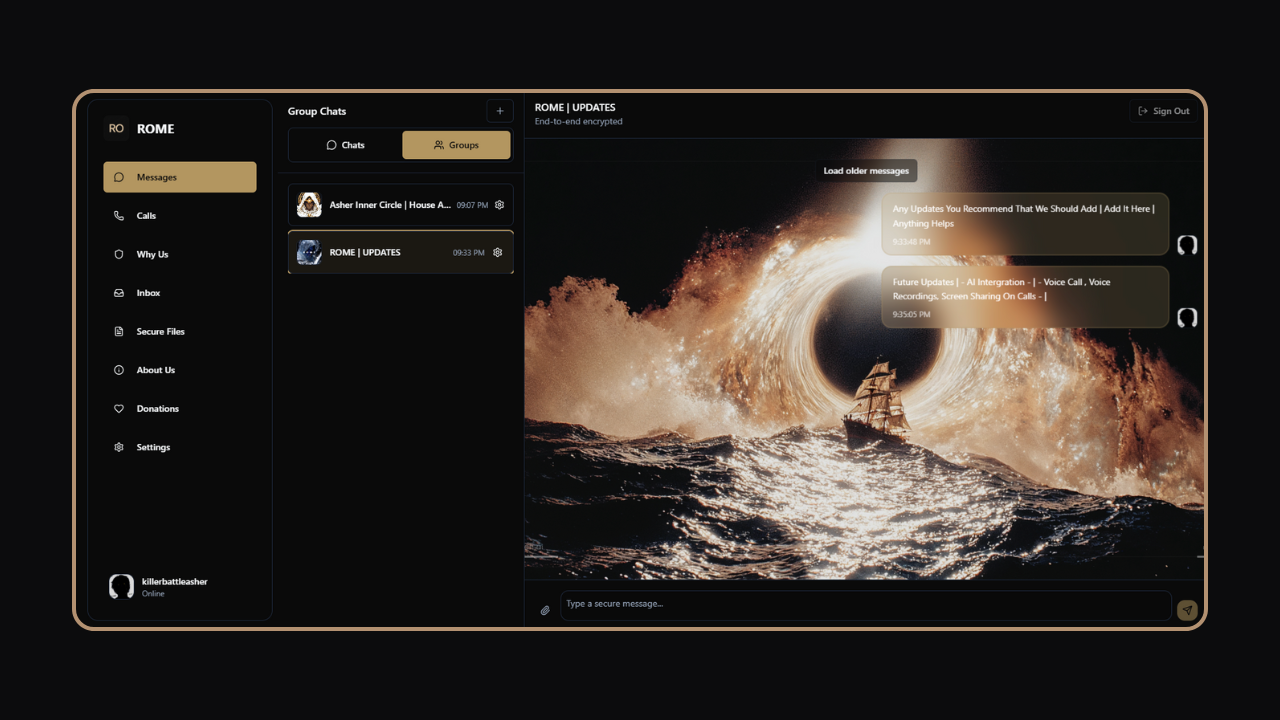 RO
ROME
Messages
Calls
Why Us
Inbox
Secure Files
About Us
Donations
Settings
killerbattleasher
Online
Group Chats
+
Chats
Groups
Asher Inner Circle | House A...
09:07 PM
ROME | UPDATES
09:33 PM
ROME | UPDATES
End-to-end encrypted
Sign Out
Load older messages
Any Updates You Recommend That We Should Add | Add It Here |
Anything Helps
9:33:48 PM
Future Updates | - AI Intergration - | - Voice Call , Voice
Recordings, Screen Sharing On Calls - |
9:35:05 PM
Type a secure message...